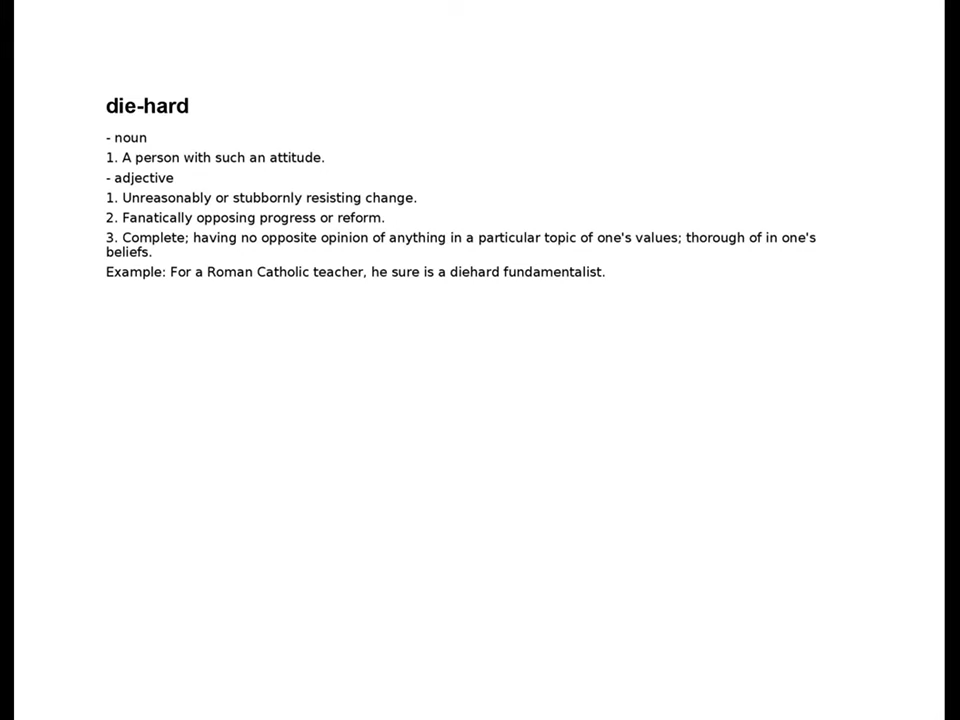 die-hard
- noun
1. A person with such an attitude.
- adjective
1. Unreasonably or stubbornly resisting change.
2. Fanatically opposing progress or reform.
3. Complete; having no opposite opinion of anything in a particular topic of one's values; thorough of in one's
beliefs.
Example: For a Roman Catholic teacher, he sure is a diehard fundamentalist.